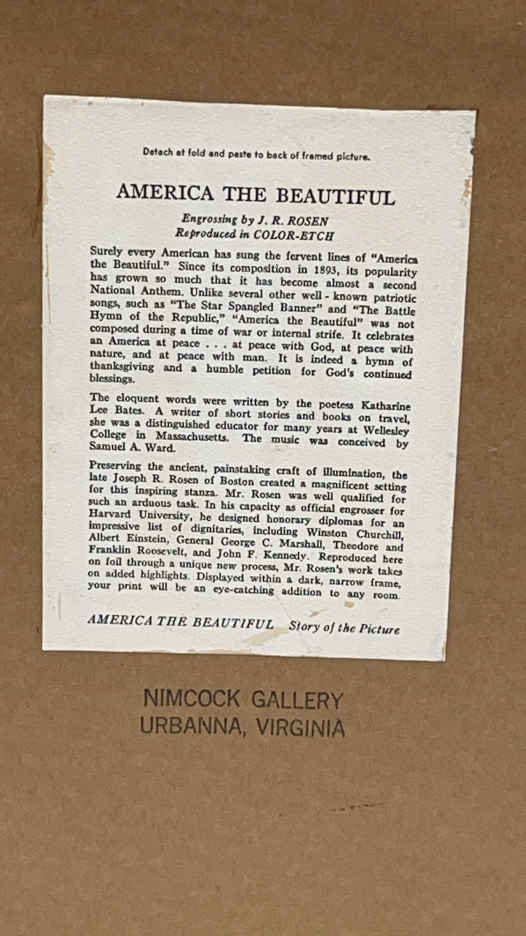 Detach at fold and paste to back of framed picture.
AMERICA THE BEAUTIFUL
Engrossing by J. R. ROSEN
Reproduced in COLOR-ETCH
Surely every American has sung the fervent lines of "America
the Beautiful." Since its composition in 1893, its popularity
has grown so much that it has become almost a second
National Anthem. Unlike several other well - known patriotic
songs, such as "The Star Spangled Banner" and "The Battle
Hymn of the Republic," "America the Beautiful" was not
composed during a time of war or internal strife. It celebrates
an America at peace . . . at peace with God, at peace with
nature, and at peace with man. It is indeed a hymn of
thanksgiving and a humble petition for God's continued
blessings.
The eloquent words were written by the poetess Katharine
Lee Bates. A writer of short stories and books on travel,
she was a distinguished educator for many years at Wellesley
College in Massachusetts. The music was conceived by
Samuel A. Ward.
Preserving the ancient, painstaking craft of illumination, the
late Joseph R. Rosen of Boston created a magnificent setting
for this inspiring stanza. Mr. Rosen was well qualified for
such an arduous task. In his capacity as official engrosser for
Harvard University, he designed honorary diplomas for an
impressive list of dignitaries, including Winston Churchill,
Albert Einstein, General George C. Marshall, Theodore and
Franklin Roosevelt, and John F. Kennedy. Reproduced here
on foil through a unique new process, Mr. Rosen's work takes
on added highlights. Displayed within a dark, narrow frame,
your print will be an eye-catching addition to any room.
AMERICA THE BEAUTIFUL Story of the Picture
NIMCOCK GALLERY
URBANNA, VIRGINIA